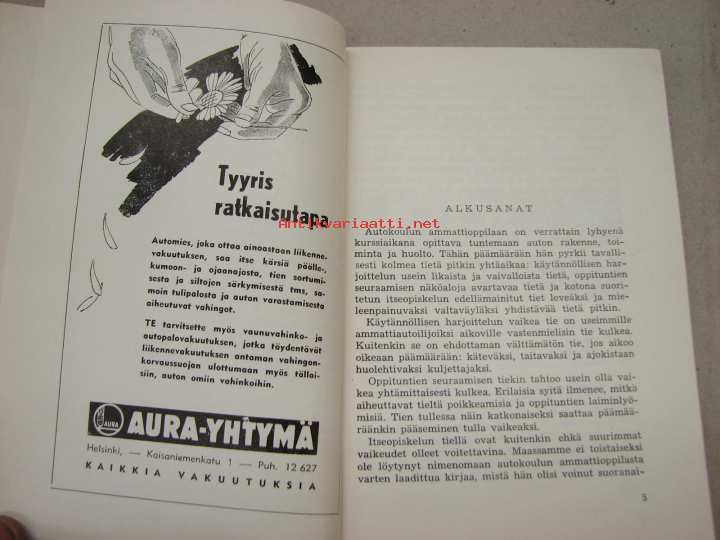 Tyyris
ratkaisutapa
Automies, joka ottaa ainoastaan liikenne-
vakuutuksen, saa itse kärsiä päälle-
kumoon- ja ojaanajosta, tien sortumi-
sesta ja siltojen särkymisestä tms, sa-
moin tulipalosta ja auton varastamisesta
aiheutuvat vahingot.
TE tarvitsette myös vaunuvahinko- ja
autopalovakuutuksen, jotka täydentävät
liikennevakuutuksen antaman vahingon-
korvaussuojan ulottumaan myös tällai-
siin, auton omiin vahinkoihin.
AURA
AURA-YHTYMÄ
Helsinki, — Kaisaniemenkatu 1 — Puh. 12 627
KAIKKIA VAKUUTUKSIA
Antikvariaatti.net
ALKUSANAT
Autokoulun ammattioppilaan on verrattain lyhyenä
kurssiaikana opittava tuntemaan auton rakenne, toi-
minta ja huolto. Tähän päämäärään hän pyrkii tavalli-
sesti kolmea tietä pitkin yhtäaikaa: käytännöllisen har-
joittelun usein likaista ja vaivalloista tietä, oppituntien
seuraamisen näköaloja avartavaa tietä ja kotona suori-
tetun itseopiskelun edellämainitut tiet leveäksi ja mie-
leenpainuvaksi valtaväyläksi yhdistävää tietä pitkin.
Käytännöllisen harjoittelun vaikea tie on useimmille
ammattiautoilijoiksi aikoville vastenmielisin tie kulkea.
Kuitenkin se on ehdottaman välttämätön tie, jos aikoo
oikeaan päämäärään: käteväksi, taitavaksi ja ajokistaan
huolehtivaksi kuljettajaksi.
Oppituntien seuraamisen tiekin tahtoo usein olla vai-
kea yhtämittaisesti kulkea. Erilaisia syitä ilmenee, mitkä
aiheuttavat tieltä poikkeamisia ja oppituntien laiminlyö-
misiä. Tien tullessa näin katkonaiseksi saattaa päämää-
räänkin pääseminen tulla vaikeaksi.
Itseopiskelun tiellä ovat kuitenkin ehkä suurimmat
vaikeudet olleet voitettavina. Maassamme ei toistaiseksi
ole löytynyt nimenomaan autokoulun ammattioppilasta
varten laadittua kirjaa, mistä hän olisi voinut suoranai-
5